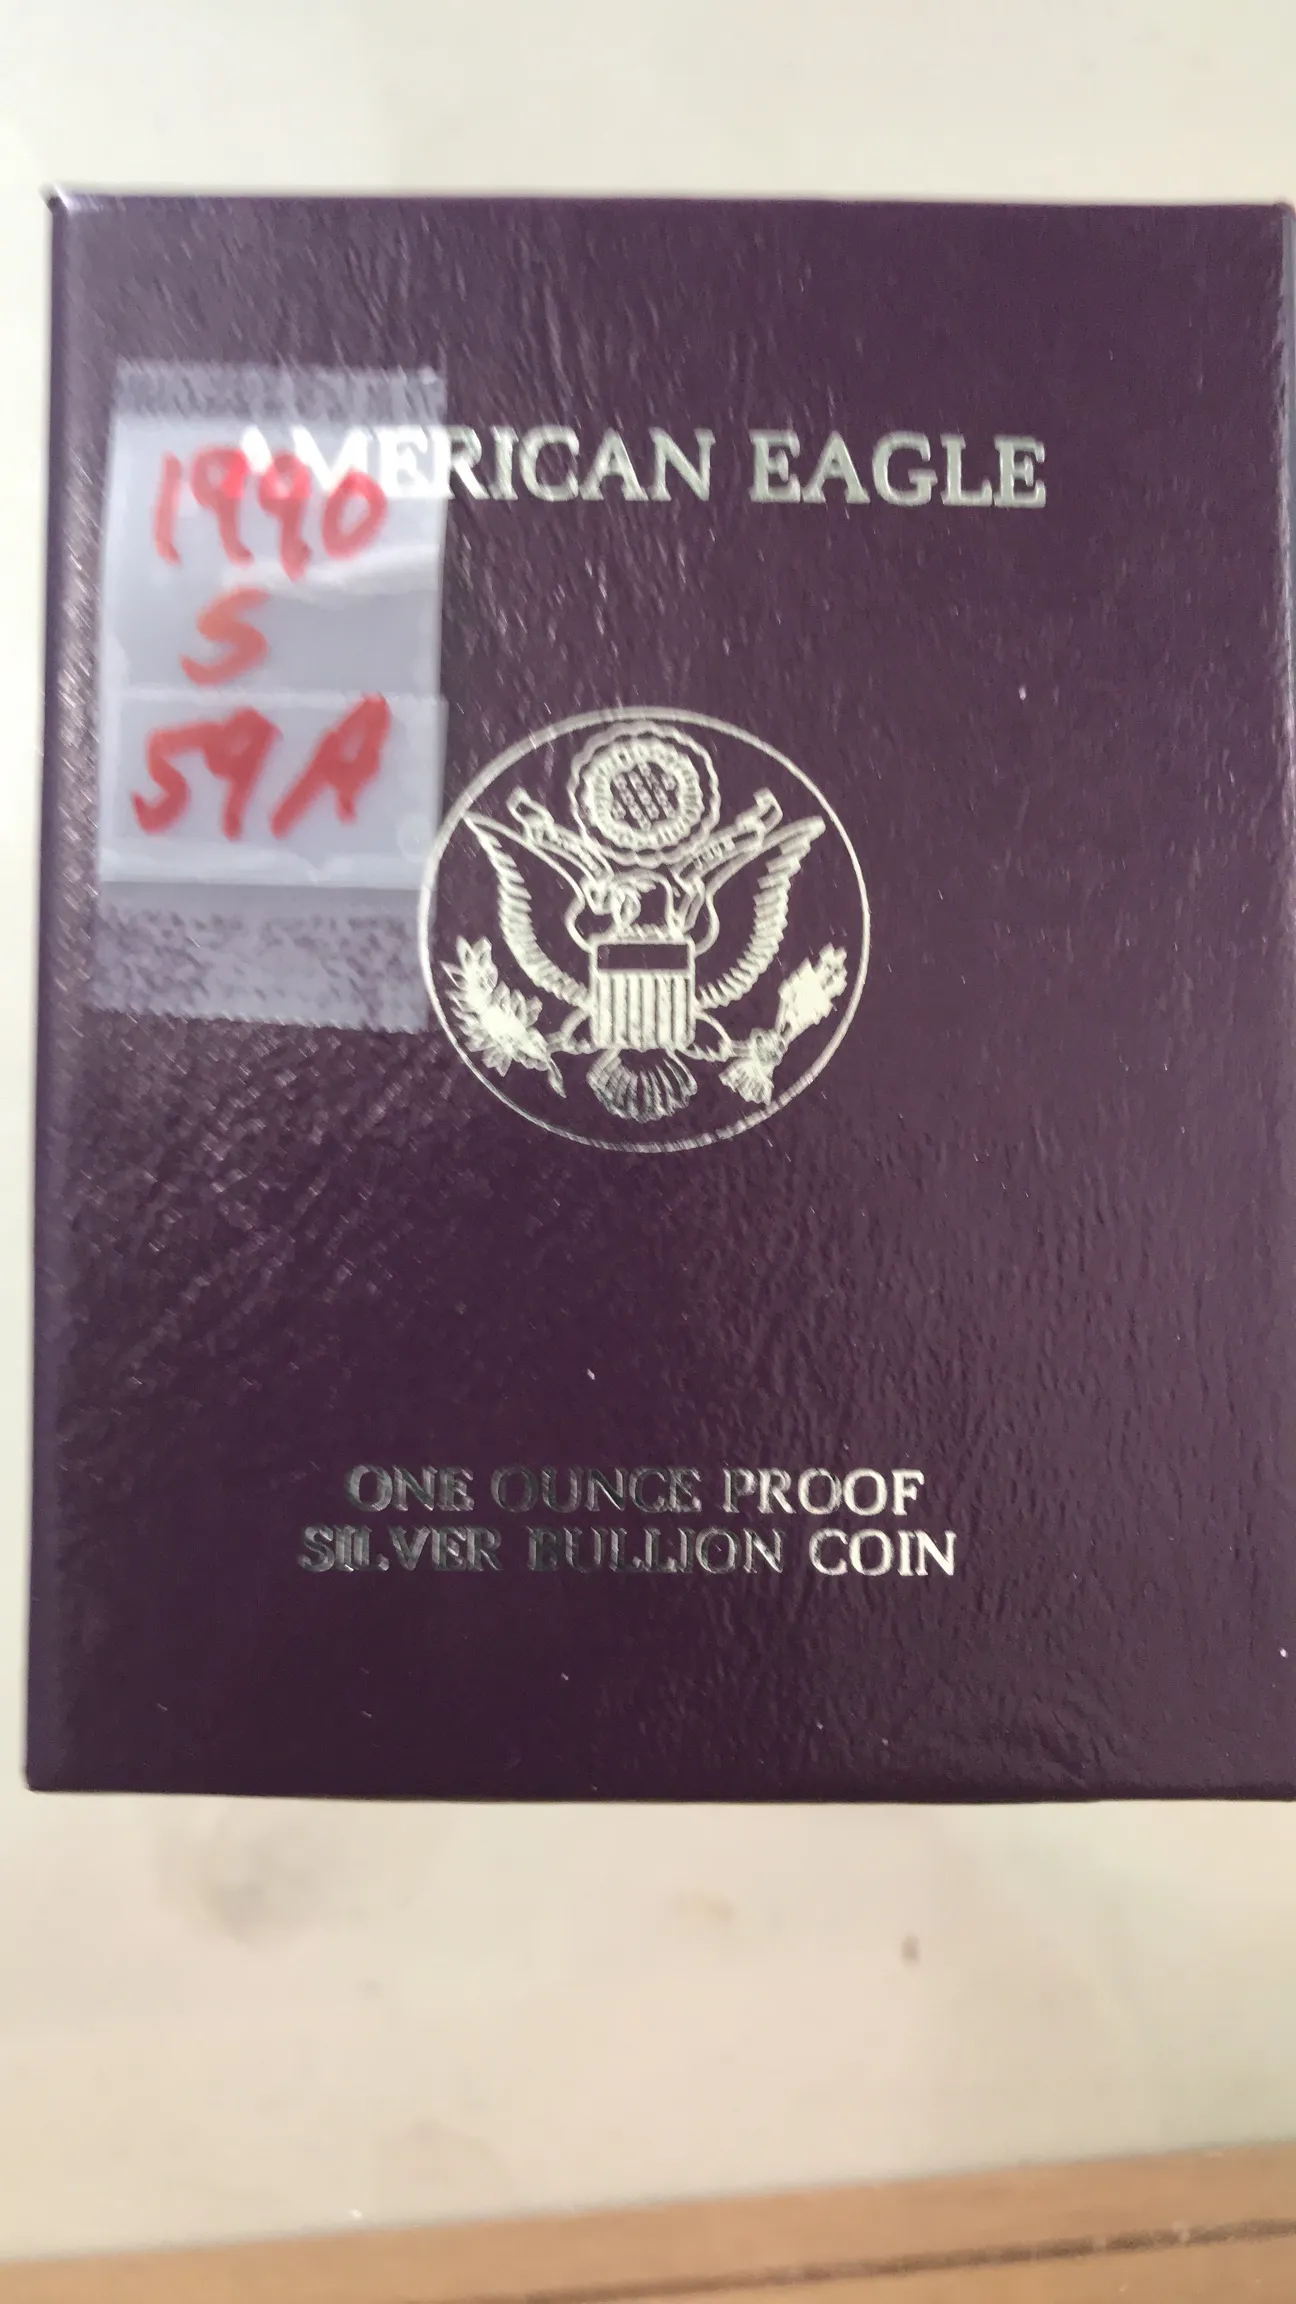 AMERICAN EAGLE
1990
S
59A
ONE OUNCE PROOF
SILVER BULLION COIN